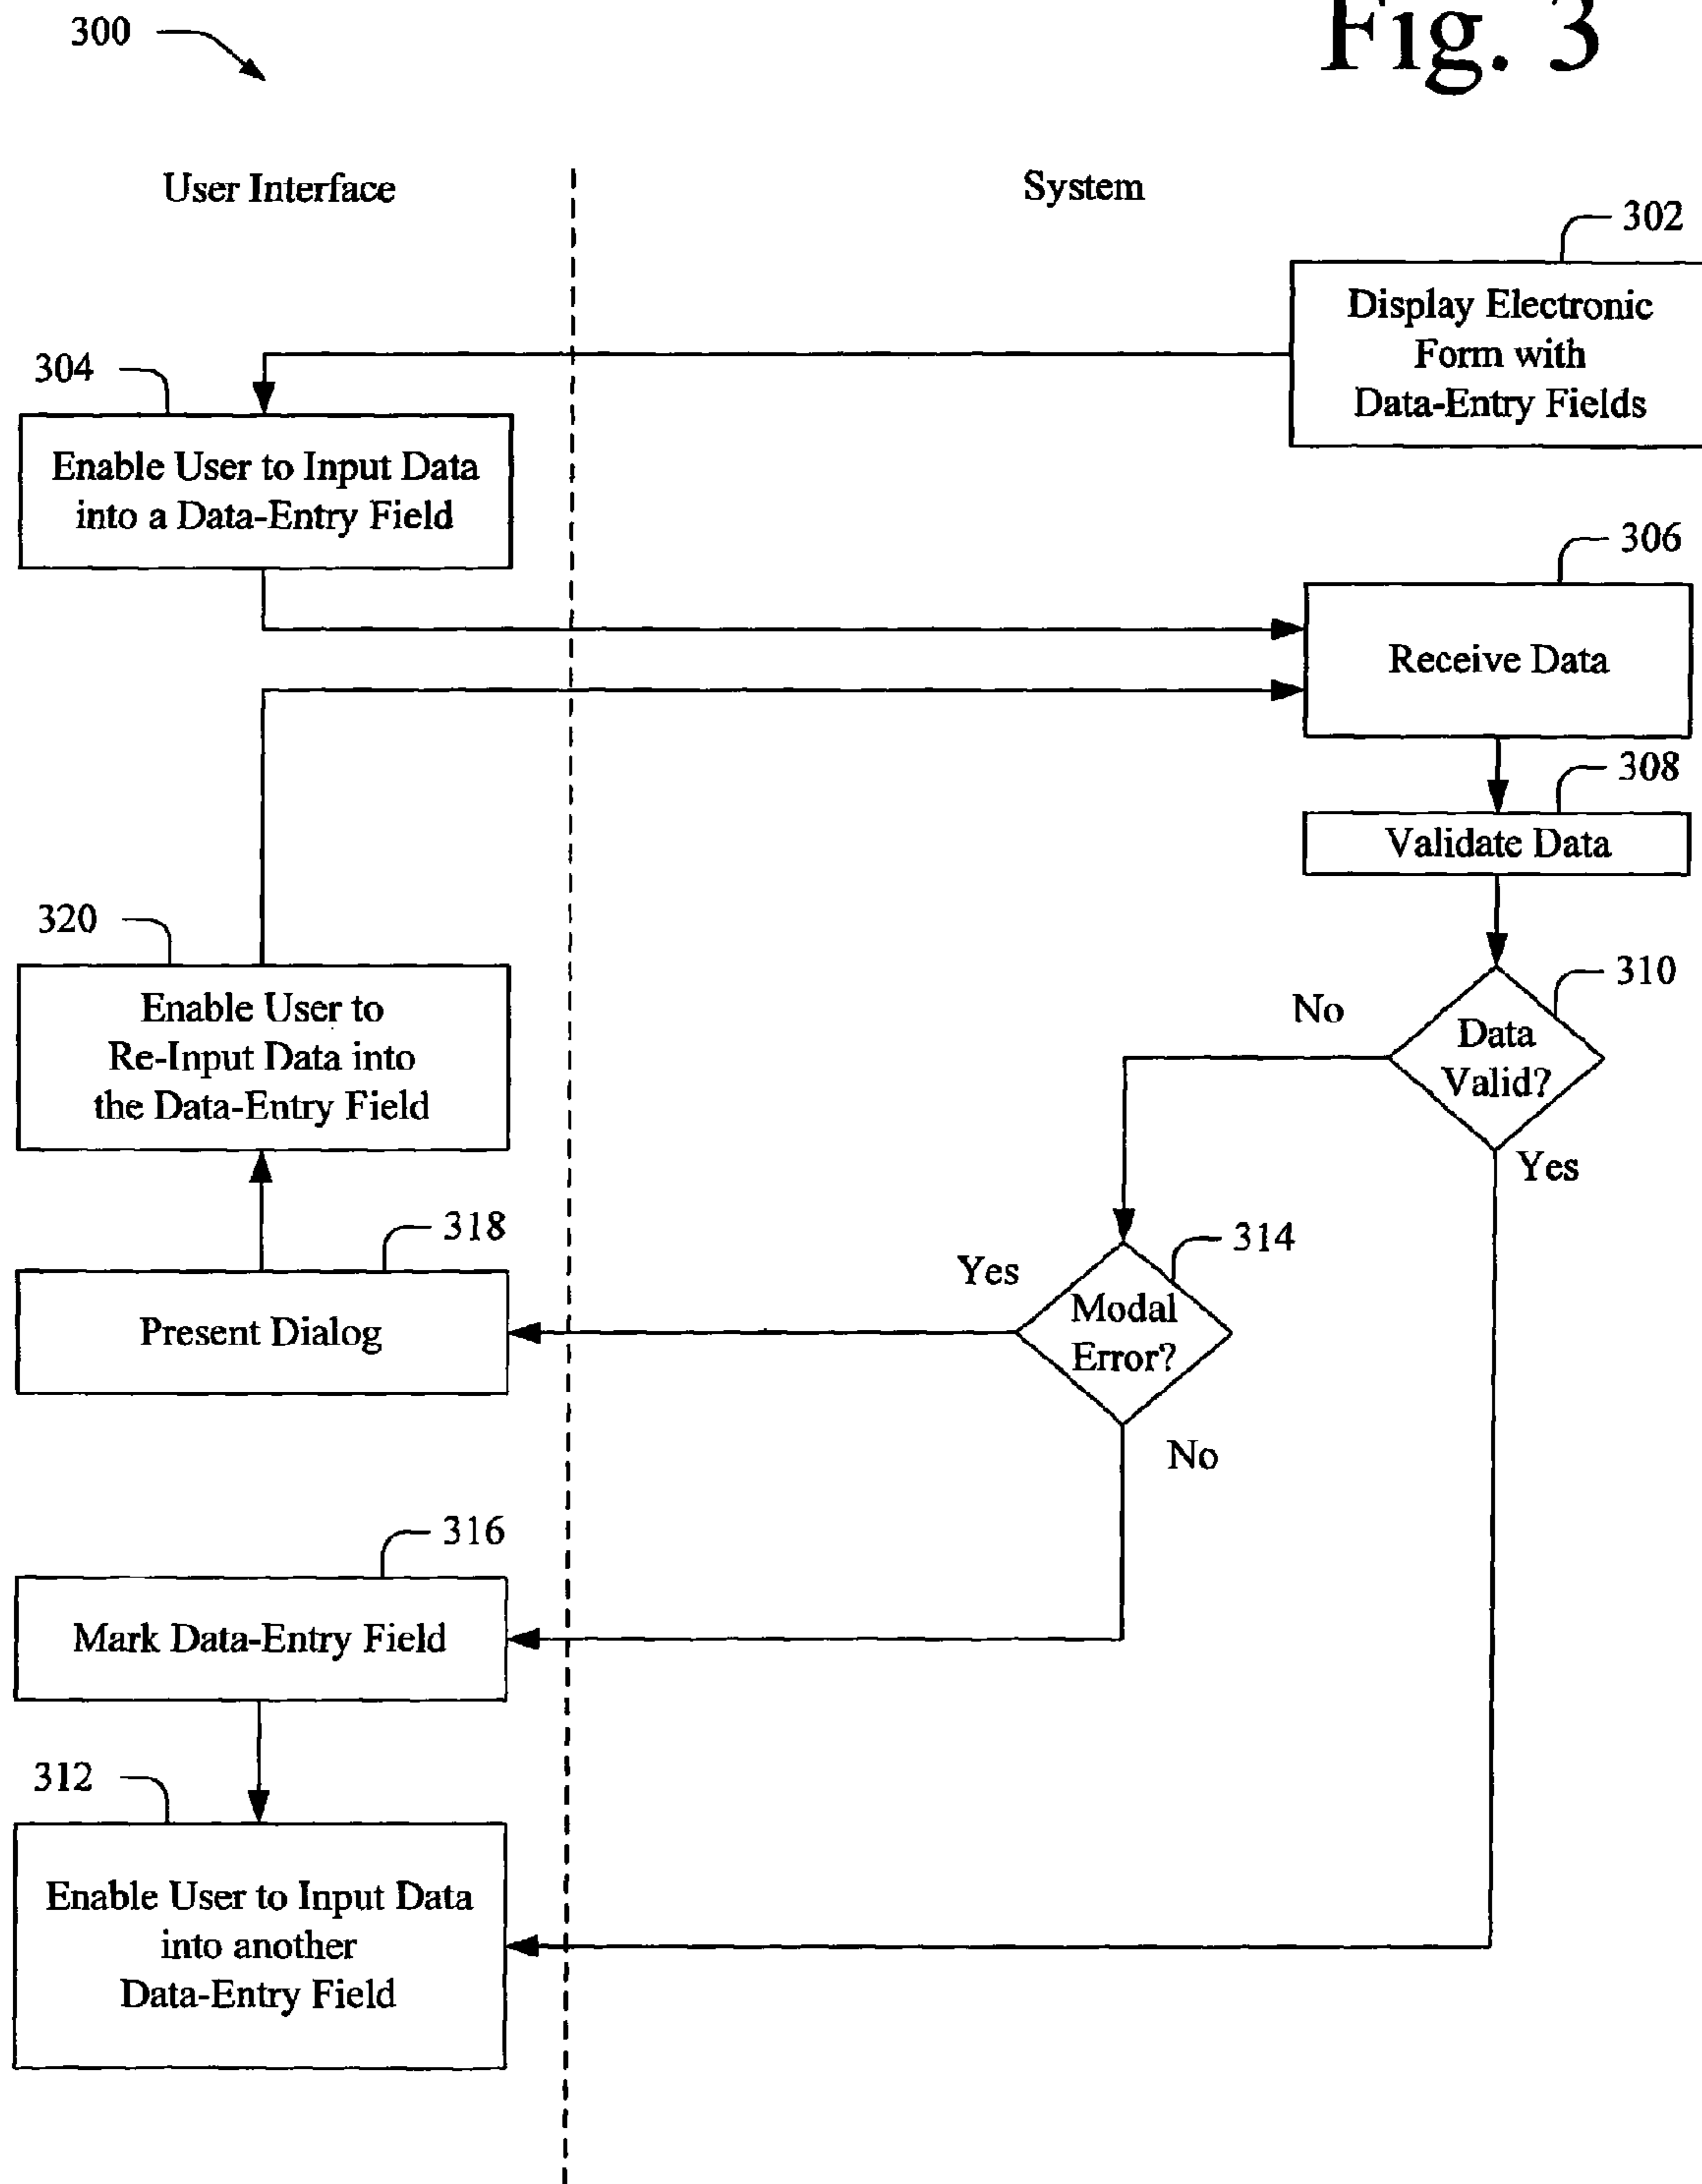 Fig. 3
300
User Interface
System
302
Display Electronic
Form with
Data-Entry Fields
304
Enable User to Input Data
into a Data-Entry Field
306
Receive Data
308
Validate Data
320
Enable User to
Re-Input Data into
the Data-Entry Field
310
No
Data
Valid?
Yes
318
Present Dialog
314
Yes
Modal
Error?
No
316
Mark Data-Entry Field
312
Enable User to Input Data
into another
Data-Entry Field